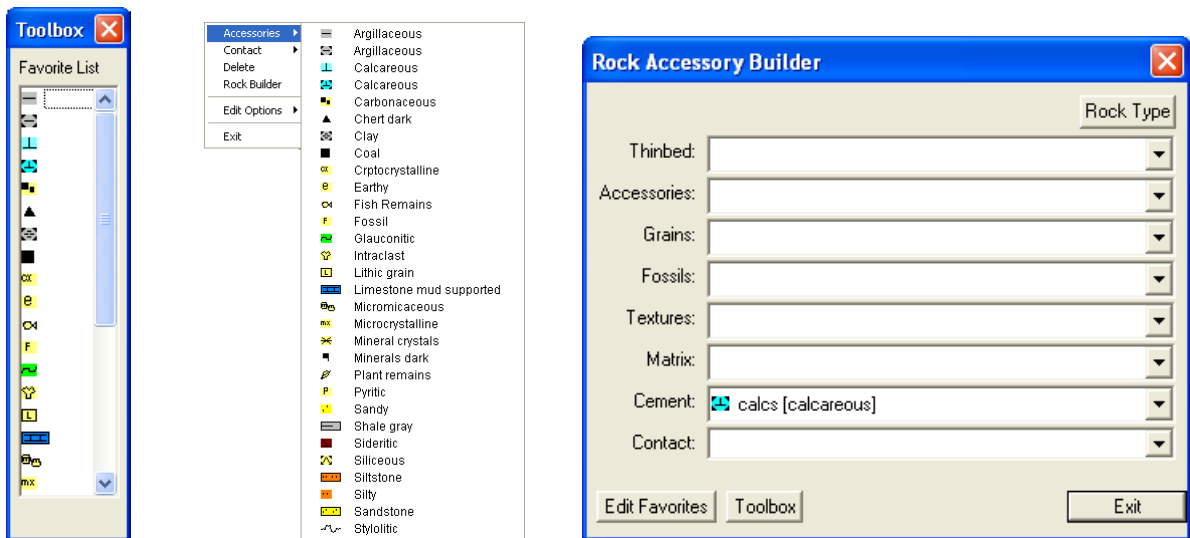 Toolbox
Favorite List
α
e
F
L
mx
Accessories
Contact
Delete
Rock Builder
Edit Options
Exit
Argillaceous
Argillaceous
Calcareous
Calcareous
Carbonaceous
Chert dark
Clay
Coal
Crptocrystalline
e Earthy
Fish Remains
F Fossil
Glauconitic
Intraclast
L Lithic grain
Limestone mud supported
Micromicaceous
mx Microcrystalline
Mineral crystals
Minerals dark
Plant remains
P Pyritic
Sandy
Shale gray
Sideritic
Siliceous
Siltstone
Silty
Sandstone
Stylolitic
Rock Accessory Builder
Rock Type
Thinbed:
Accessories:
Grains:
Fossils:
Textures:
Matrix:
Cement: calcs [calcareous]
Contact:
Edit Favorites Toolbox Exit